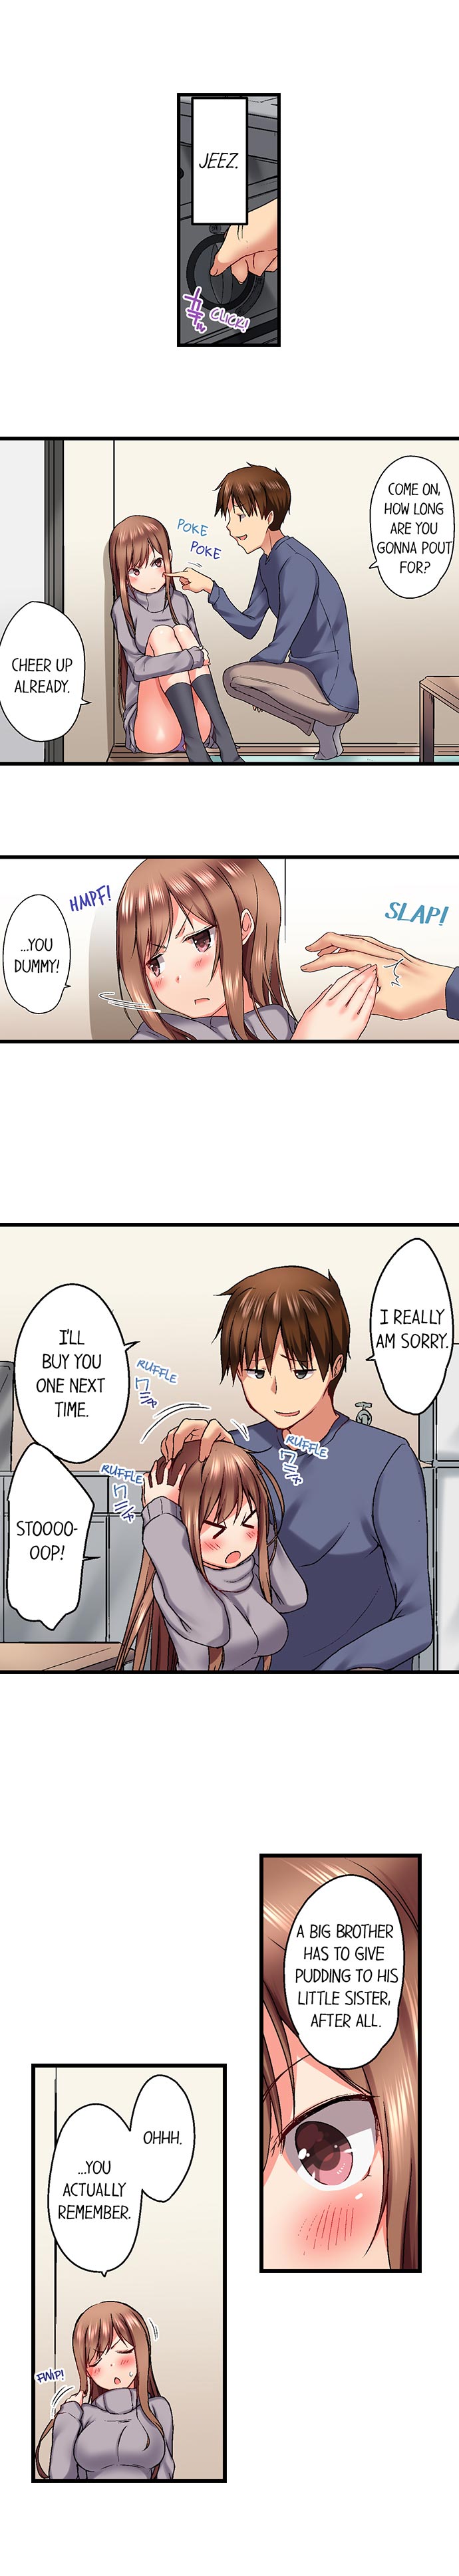 JEEZ.
CLICK!
COME ON,
HOW LONG
ARE YOU
GONNA POUT
FOR?
POKE
POKE
CHEER UP
ALREADY.
SLAP!
HMPF!
...YOU
DUMMY!
I REALLY
AM SORRY.
I'LL
BUY YOU
ONE NEXT
TIME.
RUFFLE
RUFFLE
RUFFLE
STOOOO-
OOP!
A BIG BROTHER
HAS TO GIVE
PUDDING TO HIS
LITTLE SISTER,
AFTER ALL.
OHHH.
...YOU
ACTUALLY
REMEMBER.
FWIP!